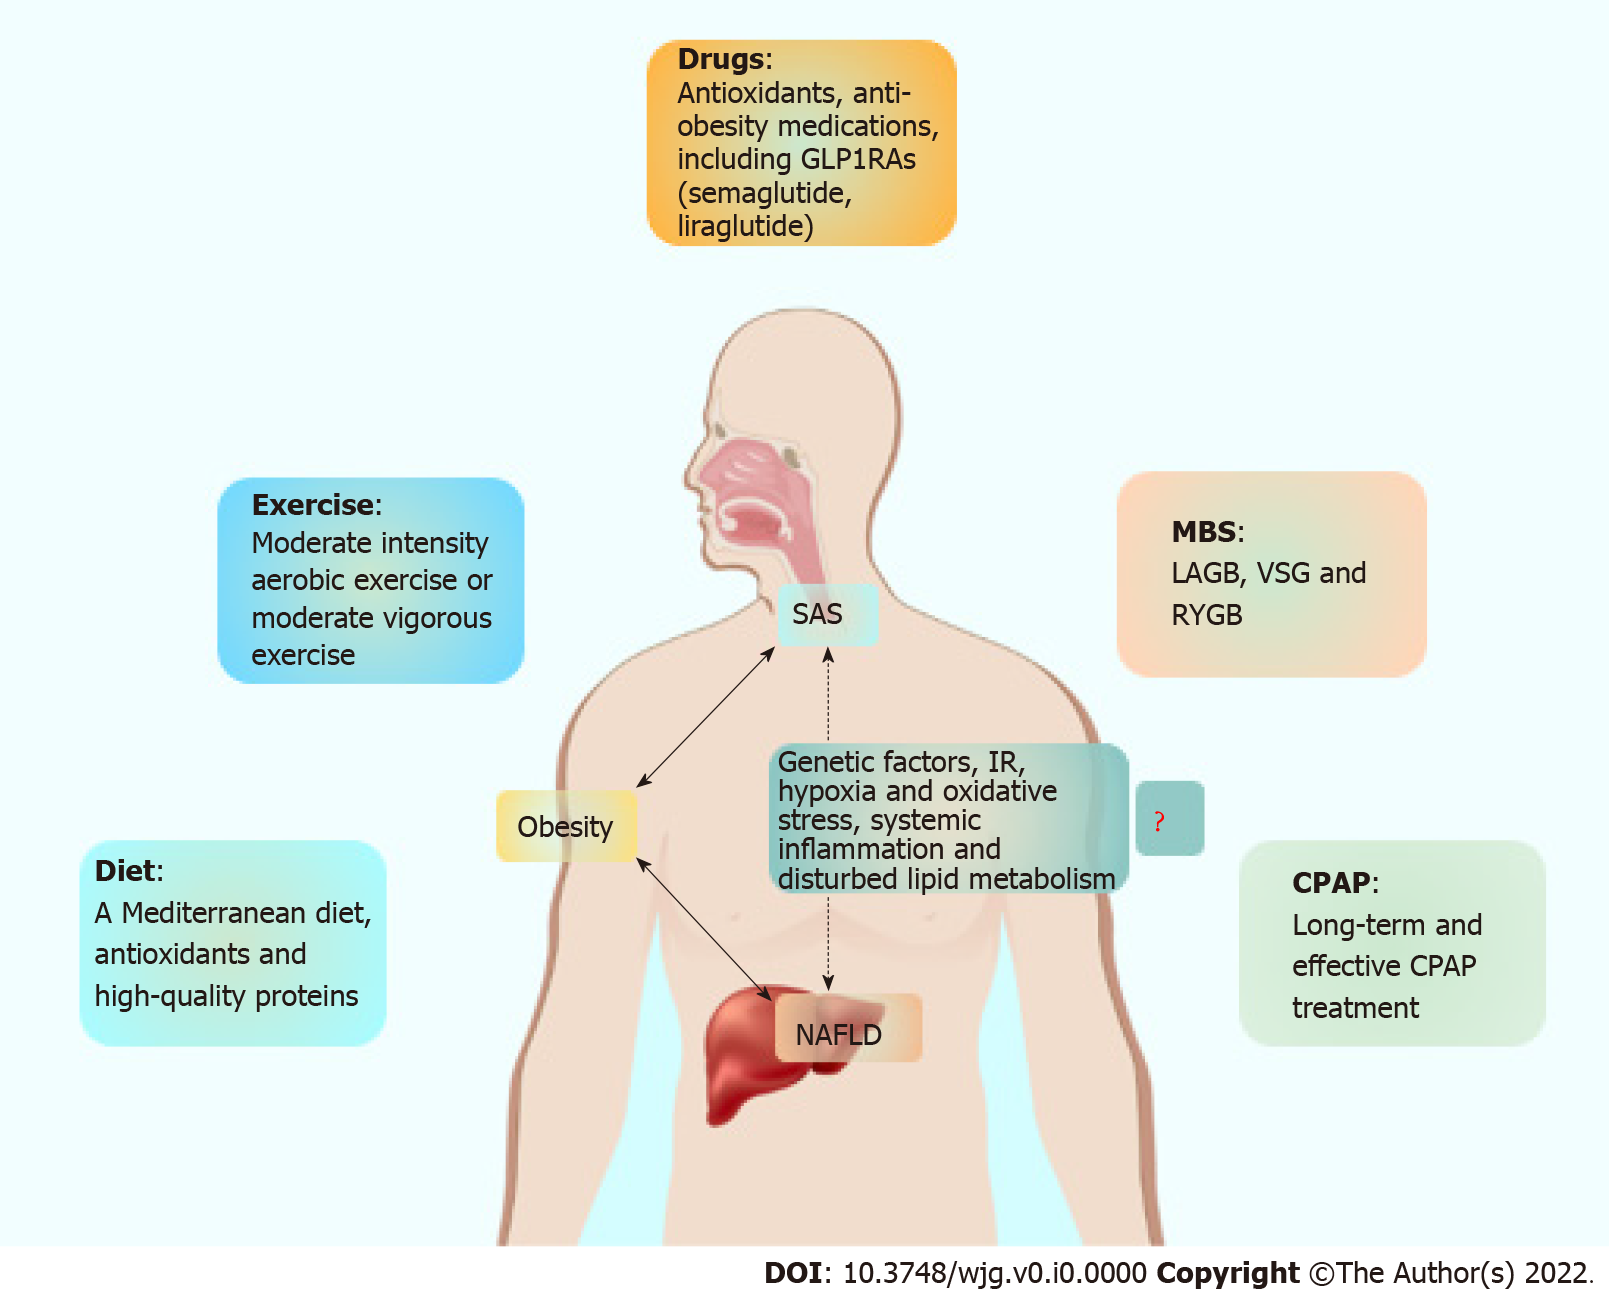 Drugs:
Antioxidants, anti-
obesity medications,
including GLP1RAs
(semaglutide,
liraglutide)
Exercise:
Moderate intensity
aerobic exercise or
moderate vigorous
exercise
MBS:
LAGB, VSG and
RYGB
SAS
Genetic factors, IR,
hypoxia and oxidative
stress, systemic
inflammation and
disturbed lipid metabolism
?
Obesity
Diet:
A Mediterranean diet,
antioxidants and
high-quality proteins
CPAP:
Long-term and
effective CPAP
treatment
NAFLD
DOI: 10.3748/wjg.v0.i0.0000 Copyright ©The Author(s) 2022.